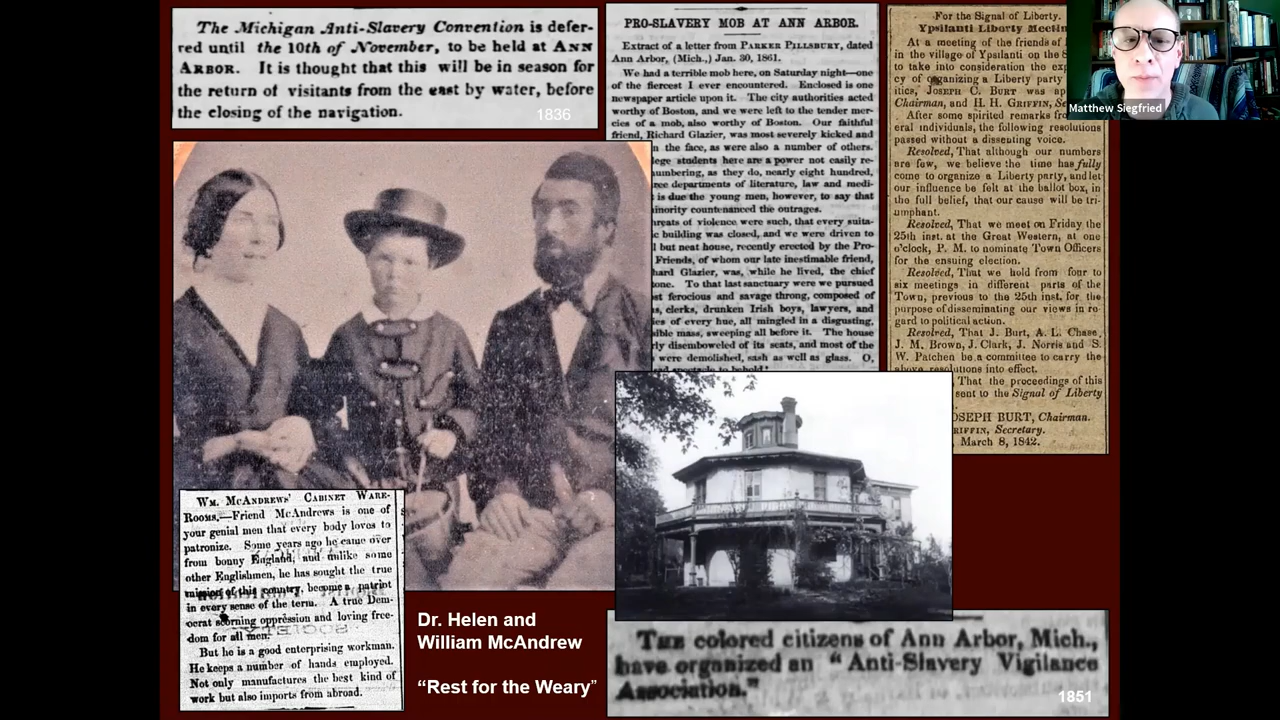 The Michigan Anti-Slavery Convention is defer-
red until the 10th of November, to be held at ANN
ARBOR. It is thought that this will be in season for
the return of visitants from the east by water, before
the closing of the navigation.
1836
PRO-SLAVERY MOB AT ANN ARBOR.
Extract of a letter from PARKER PILLSBURY, dated
Ann Arbor, (Mich.,) Jan. 30, 1861.
We had a terrible mob here, on Saturday night—one
of the fiercest I ever encountered. Enclosed is one
newspaper article upon it. The city authorities acted
worthy of Boston, and we were left to the tender mer-
cies of a mob, also worthy of Boston. Our faithful
friend, Richard Glazier, was most severely kicked and
n the face, as were also a number of others.
lege students here are a power not easily re-
numbering, as they do, nearly eight hundred,
ree departments of literature, law and medi-
is due the young men, however, to say that
inority countenanced the outrages.
hreats of violence were such, that every suita-
c building was closed, and we were driven to
l but neat house, recently erected by the Pro-
Friends, of whom our late inestimable friend,
hard Glazier, was, while he lived, the chief
one. To that last sanctuary were we pursued
st ferocious and savage throng, composed of
s, clerks, drunken Irish boys, lawyers, and
ies of every hue, all mingled in a disgusting,
sible mass, sweeping all before it. The house
rly disemboweled of its seats, and most of the
were demolished, sash as well as glass. O,
sad spectacle to behold!
For the Signal of Liberty.
Ypsilanti Liberty Meetin
At a meeting of the friends of l
in the village of Ypsilanti on the
to take into consideration the exp
cy of organizing a Liberty party
itics, JOSEPH C. BURT was ap
Chairman, and H. H. GRIFFIN, Se
After some spirited remarks fro
eral individuals, the following resolutions
passed without a dissenting voice.
Resolved, That although our numbers
are few, we believe the time has fully
come to organize a Liberty party, and let
our influence be felt at the ballot box, in
the full belief, that our cause will be tri-
umphant.
Resolved, That we meet on Friday the
25th inst. at the Great Western, at one
o'clock, P. M. to nominate Town Officers
for the ensuing election.
Resolved, That we hold from four to
six meetings in different parts of the
Town, previous to the 25th inst. for the
purpose of disseminating our views in re-
gard to political action.
Resolved, That J. Burt, A. L. Chase,
J. M. Brown, J. Clark, J. Norris and S.
W. Patchen be a committee to carry the
above resolutions into effect.
That the proceedings of this
sent to the Signal of Liberty
OSEPH BURT, Chairman.
RIFFIN, Secretary.
March 8, 1842.
Matthew Siegfried
WM. MCANDREWS' CABINET WARE-
ROOMS.—Friend McAndrews is one of
your genial men that every body loves to
patronize. Some years ago he came over
from bonny England, and unlike some
other Englishmen, he has sought the true
mission of this country, become a patriot
in every sense of the term. A true Dem-
ocrat scorning oppression and loving free-
dom for all men.
But he is a good enterprising workman.
He keeps a number of hands employed.
Not only manufactures the best kind of
work but also imports from abroad.
Dr. Helen and
William McAndrew
“Rest for the Weary”
THE colored citizens of Ann Arbor, Mich.,
have organized an “Anti-Slavery Vigilance
Association.”
1851